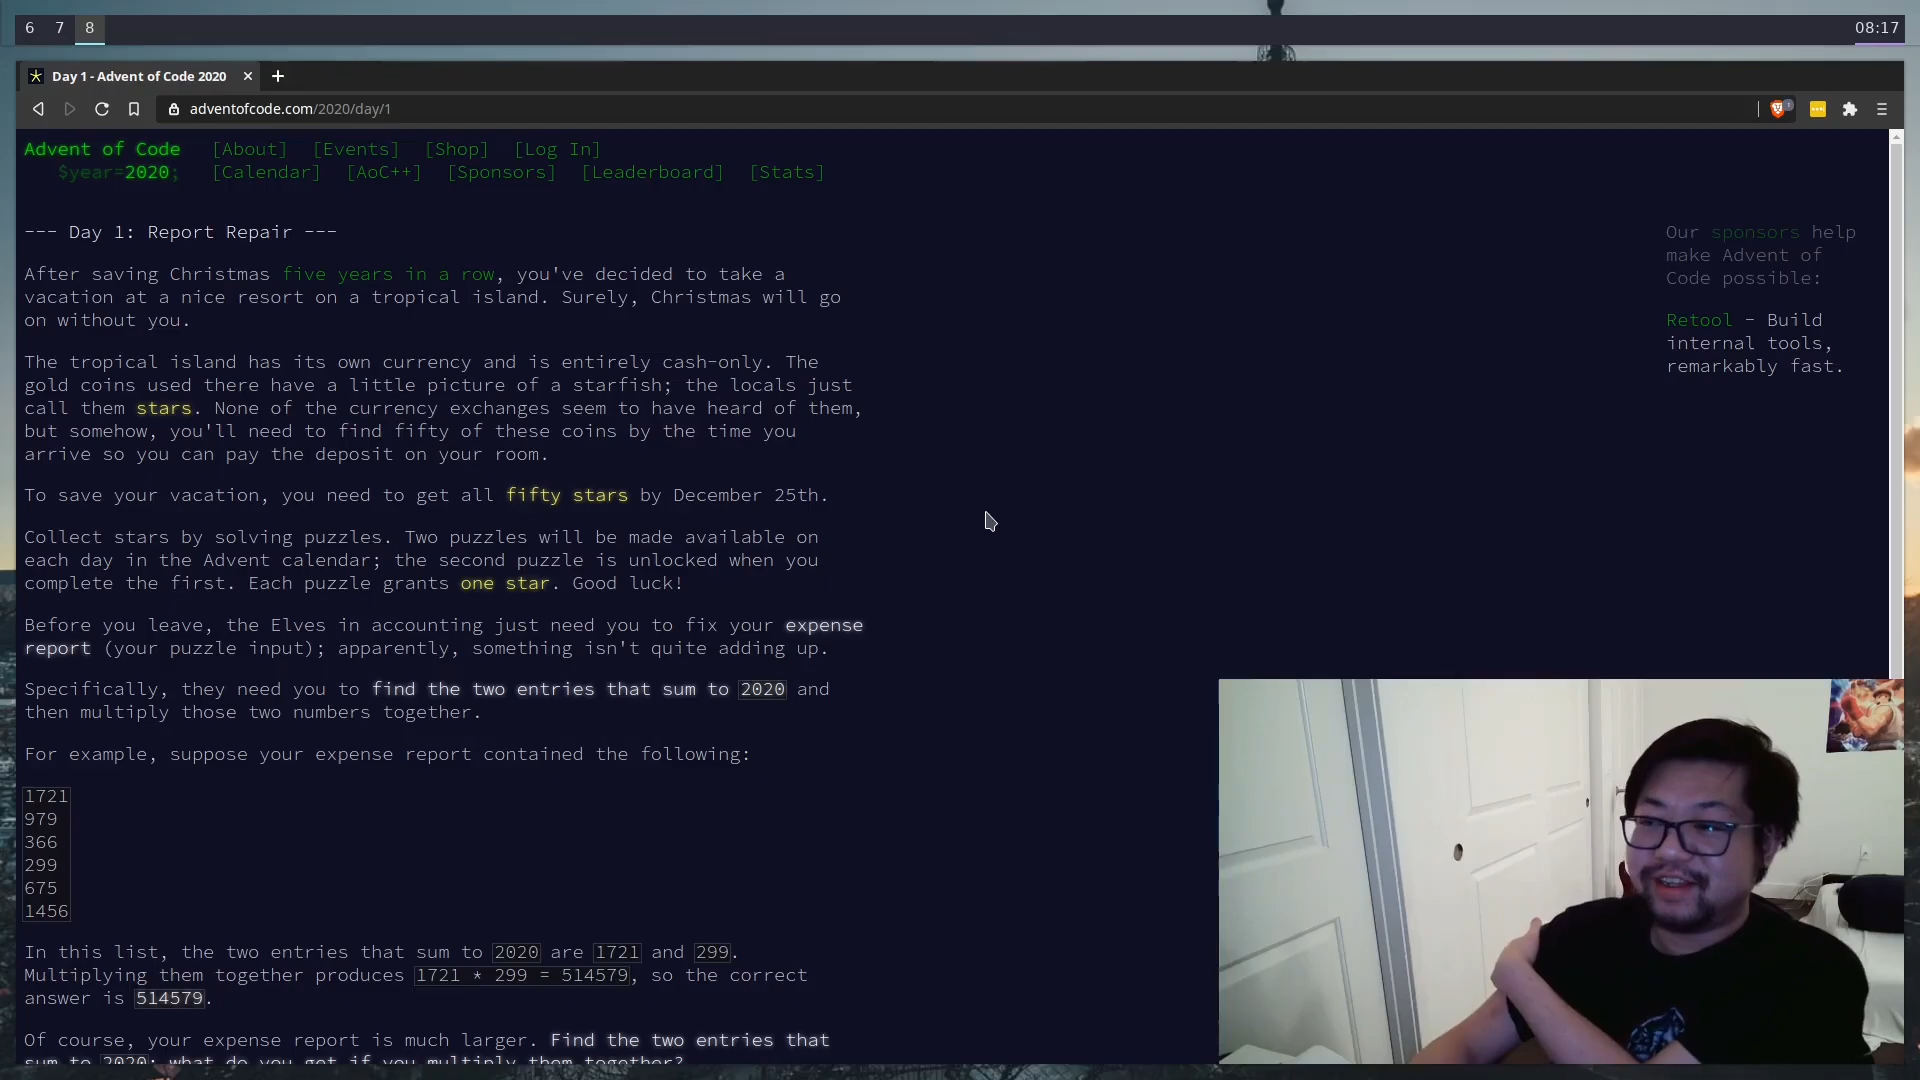 6 7 8 08:17
Day 1 - Advent of Code 2020
adventofcode.com/2020/day/1
Advent of Code [About] [Events] [Shop] [Log In]
$year=2020; [Calendar] [AoC++] [Sponsors] [Leaderboard] [Stats]
--- Day 1: Report Repair ---
After saving Christmas five years in a row, you've decided to take a
vacation at a nice resort on a tropical island. Surely, Christmas will go
on without you.
The tropical island has its own currency and is entirely cash-only. The
gold coins used there have a little picture of a starfish; the locals just
call them stars. None of the currency exchanges seem to have heard of them,
but somehow, you'll need to find fifty of these coins by the time you
arrive so you can pay the deposit on your room.
To save your vacation, you need to get all fifty stars by December 25th.
Collect stars by solving puzzles. Two puzzles will be made available on
each day in the Advent calendar; the second puzzle is unlocked when you
complete the first. Each puzzle grants one star. Good luck!
Before you leave, the Elves in accounting just need you to fix your expense
report (your puzzle input); apparently, something isn't quite adding up.
Specifically, they need you to find the two entries that sum to 2020 and
then multiply those two numbers together.
For example, suppose your expense report contained the following:
1721
979
366
299
675
1456
In this list, the two entries that sum to 2020 are 1721 and 299.
Multiplying them together produces 1721 * 299 = 514579, so the correct
answer is 514579.
Of course, your expense report is much larger. Find the two entries that
sum to 2020; what do you get if you multiply them together?
Our sponsors help
make Advent of
Code possible:
Retool - Build
internal tools,
remarkably fast.